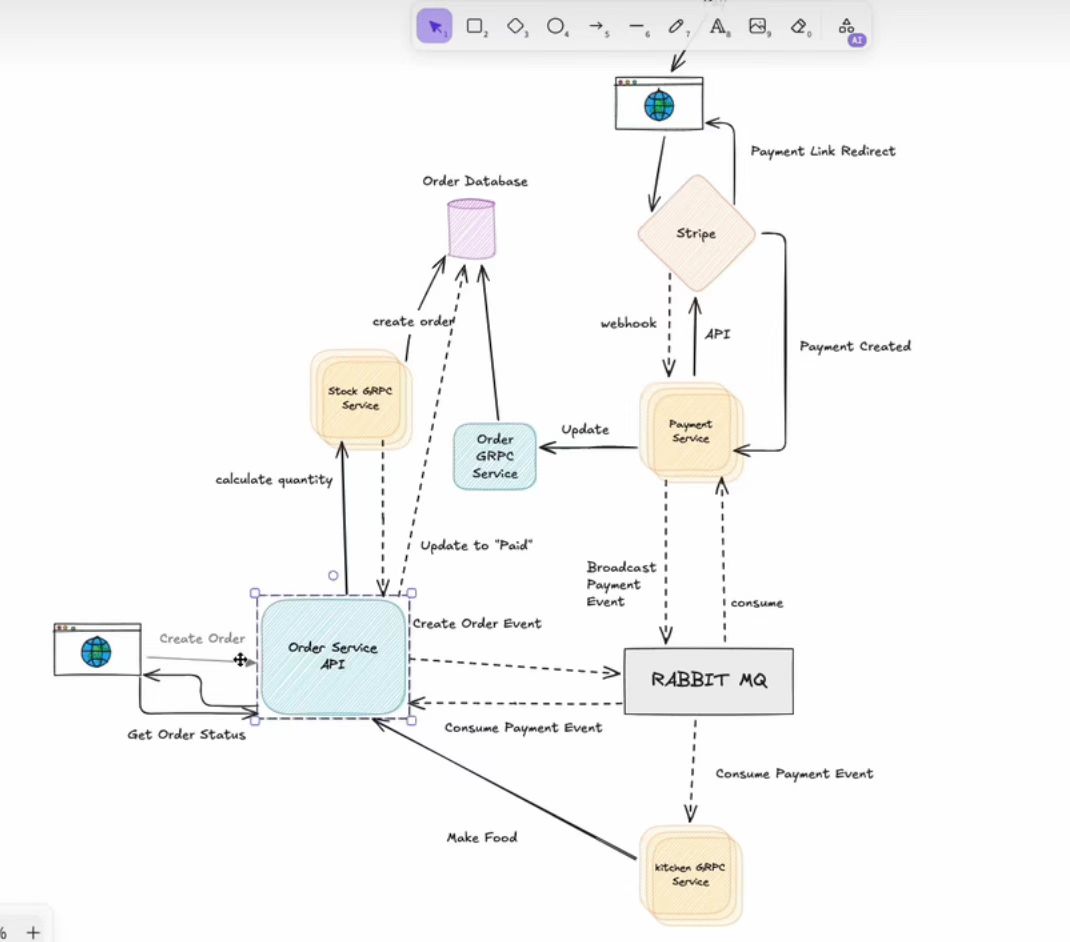 1
2
3
4
5
6
7
A
8
9
0
AI
Payment Link Redirect
Order Database
Stripe
create order
webhook
API
Payment Created
Stock GRPC
Service
Payment
Service
Order
GRPC
Service
Update
calculate quantity
Update to "Paid"
Broadcast
Payment
Event
consume
Create Order Event
Create Order
Order Service
API
RABBIT MQ
Consume Payment Event
Get Order Status
Consume Payment Event
Make Food
kitchen GRPC
Service
% +